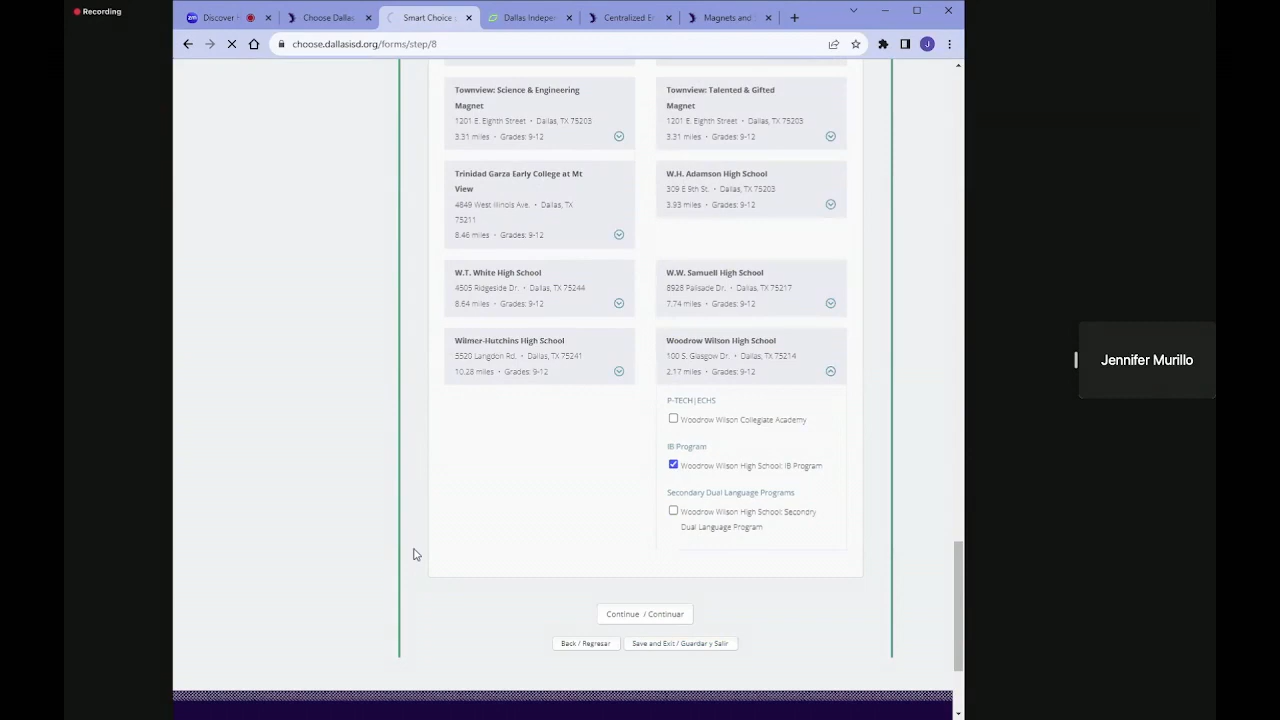 Recording
Discover
Choose Dallas
Smart Choice
Dallas Indepen
Centralized E
Magnets and
choose.dallasisd.org/forms/step/8
J
Townview: Science & Engineering
Magnet
1201 E. Eighth Street • Dallas, TX 75203
3.31 miles • Grades: 9-12
Townview: Talented & Gifted
Magnet
1201 E. Eighth Street • Dallas, TX 75203
3.31 miles • Grades: 9-12
Trinidad Garza Early College at Mt
View
4849 West Illinois Ave. • Dallas, TX
75211
8.46 miles • Grades: 9-12
W.H. Adamson High School
309 E 9th St. • Dallas, TX 75203
3.93 miles • Grades: 9-12
W.T. White High School
4505 Ridgeside Dr. • Dallas, TX 75244
8.64 miles • Grades: 9-12
W.W. Samuell High School
8928 Palisade Dr. • Dallas, TX 75217
7.74 miles • Grades: 9-12
Wilmer-Hutchins High School
5520 Langdon Rd. • Dallas, TX 75241
10.28 miles • Grades: 9-12
Woodrow Wilson High School
100 S. Glasgow Dr. • Dallas, TX 75214
2.17 miles • Grades: 9-12
P-TECH|ECHS
Woodrow Wilson Collegiate Academy
IB Program
Woodrow Wilson High School: IB Program
Secondary Dual Language Programs
Woodrow Wilson High School: Secondry
Dual Language Program
Continue / Continuar
Back / Regresar
Save and Exit / Guardar y Salir
Jennifer Murillo